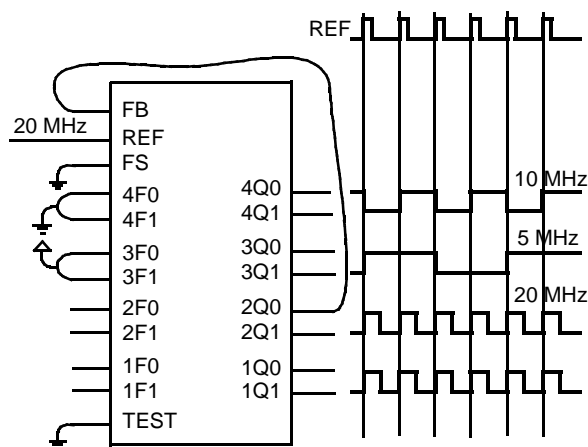 REF
FB
20 MHz
REF
FS
4F0 4Q0 10 MHz
4F1 4Q1
3F0 3Q0 5 MHz
3F1 3Q1
2F0 2Q0 20 MHz
2F1 2Q1
1F0 1Q0
1F1 1Q1
TEST